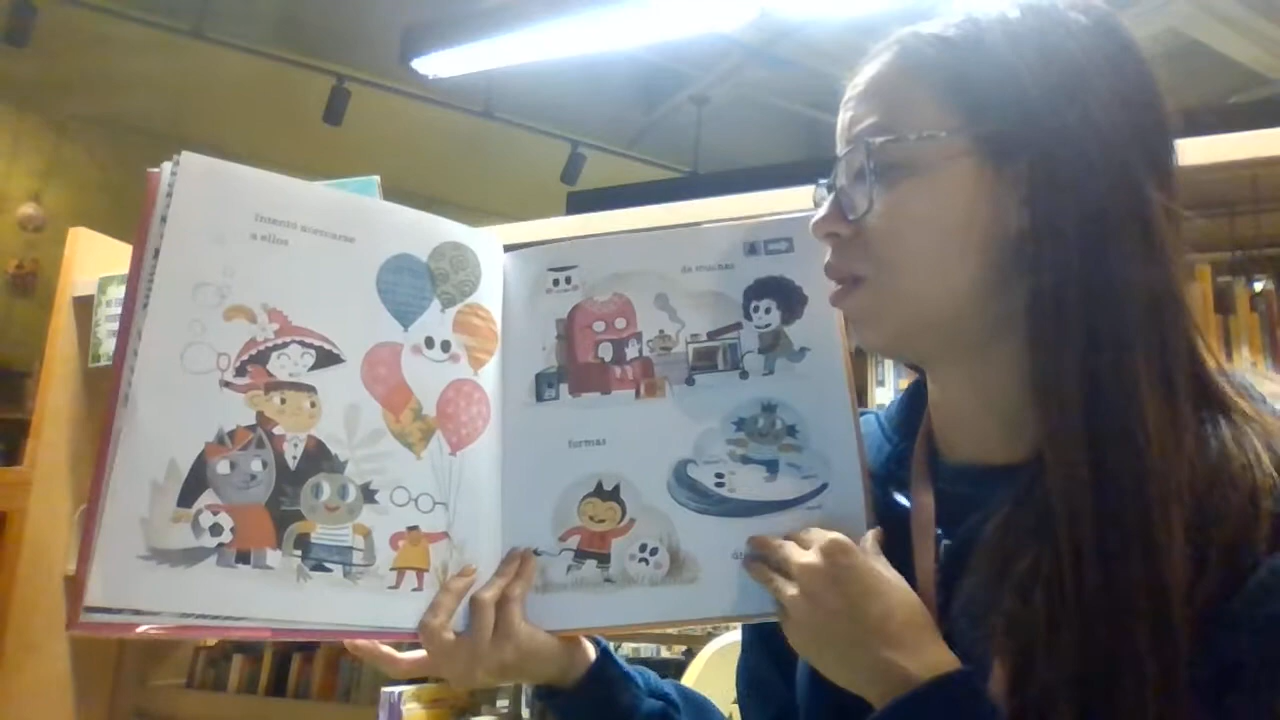 Intentó acercarse
a ellos
de muchas
formas